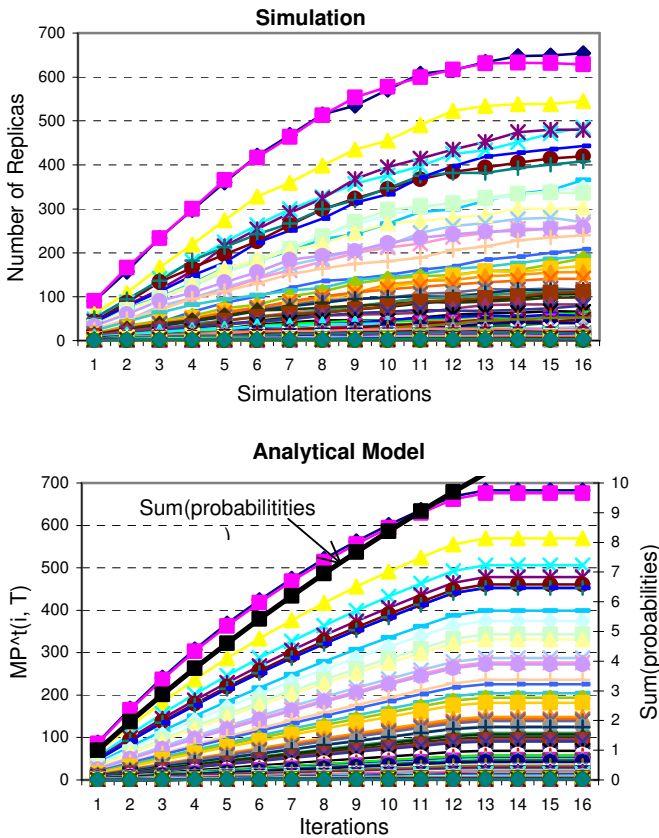 Simulation
700
600
500
400
300
200
100
0
Number of Replicas
1 2 3 4 5 6 7 8 9 10 11 12 13 14 15 16
Simulation Iterations
Analytical Model
700
600
500
400
300
200
100
0
MP^t(i, T)
Sum(probabilitities
)
10
9
8
7
6
5
4
3
2
1
0
Sum(probabilities)
1 2 3 4 5 6 7 8 9 10 11 12 13 14 15 16
Iterations